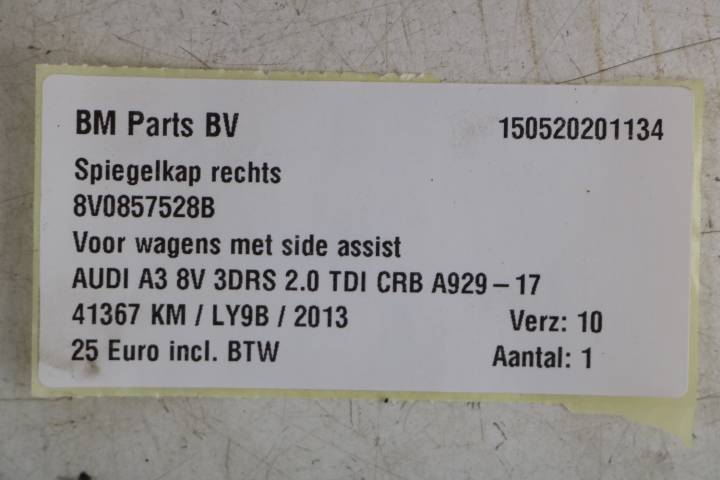 BM Parts BV 150520201134
Spiegelkap rechts
8V0857528B
Voor wagens met side assist
AUDI A3 8V 3DRS 2.0 TDI CRB A929-17
41367 KM / LY9B / 2013 Verz: 10
25 Euro incl. BTW Aantal: 1